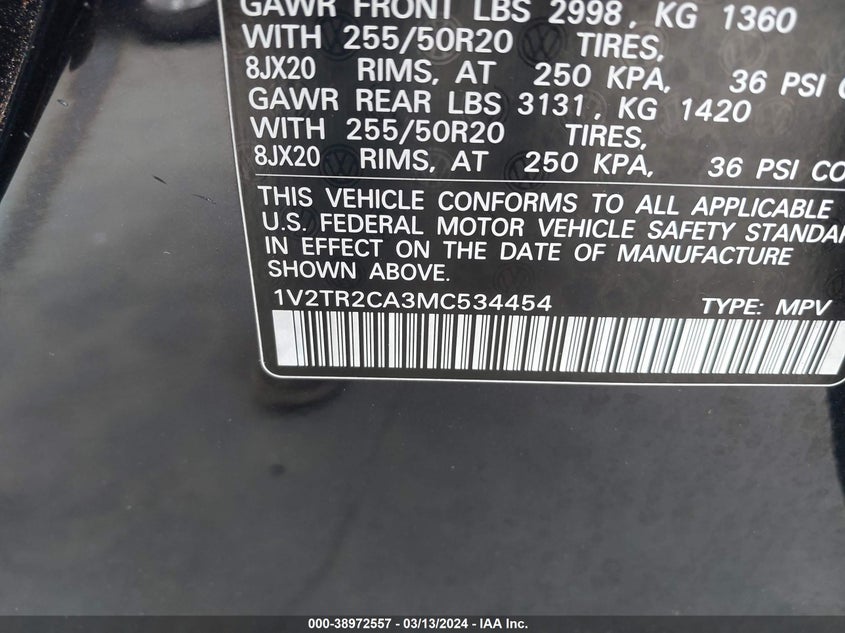 GAWR FRONT LBS 2998, KG 1360
WITH 255/50R20 TIRES,
8JX20 RIMS, AT 250 KPA, 36 PSI
GAWR REAR LBS 3131, KG 1420
WITH 255/50R20 TIRES,
8JX20 RIMS, AT 250 KPA, 36 PSI CO
THIS VEHICLE CONFORMS TO ALL APPLICABLE
U.S. FEDERAL MOTOR VEHICLE SAFETY STANDAR
IN EFFECT ON THE DATE OF MANUFACTURE
SHOWN ABOVE.
1V2TR2CA3MC534454 TYPE: MPV
000-38972557 - 03/13/2024 - IAA Inc.